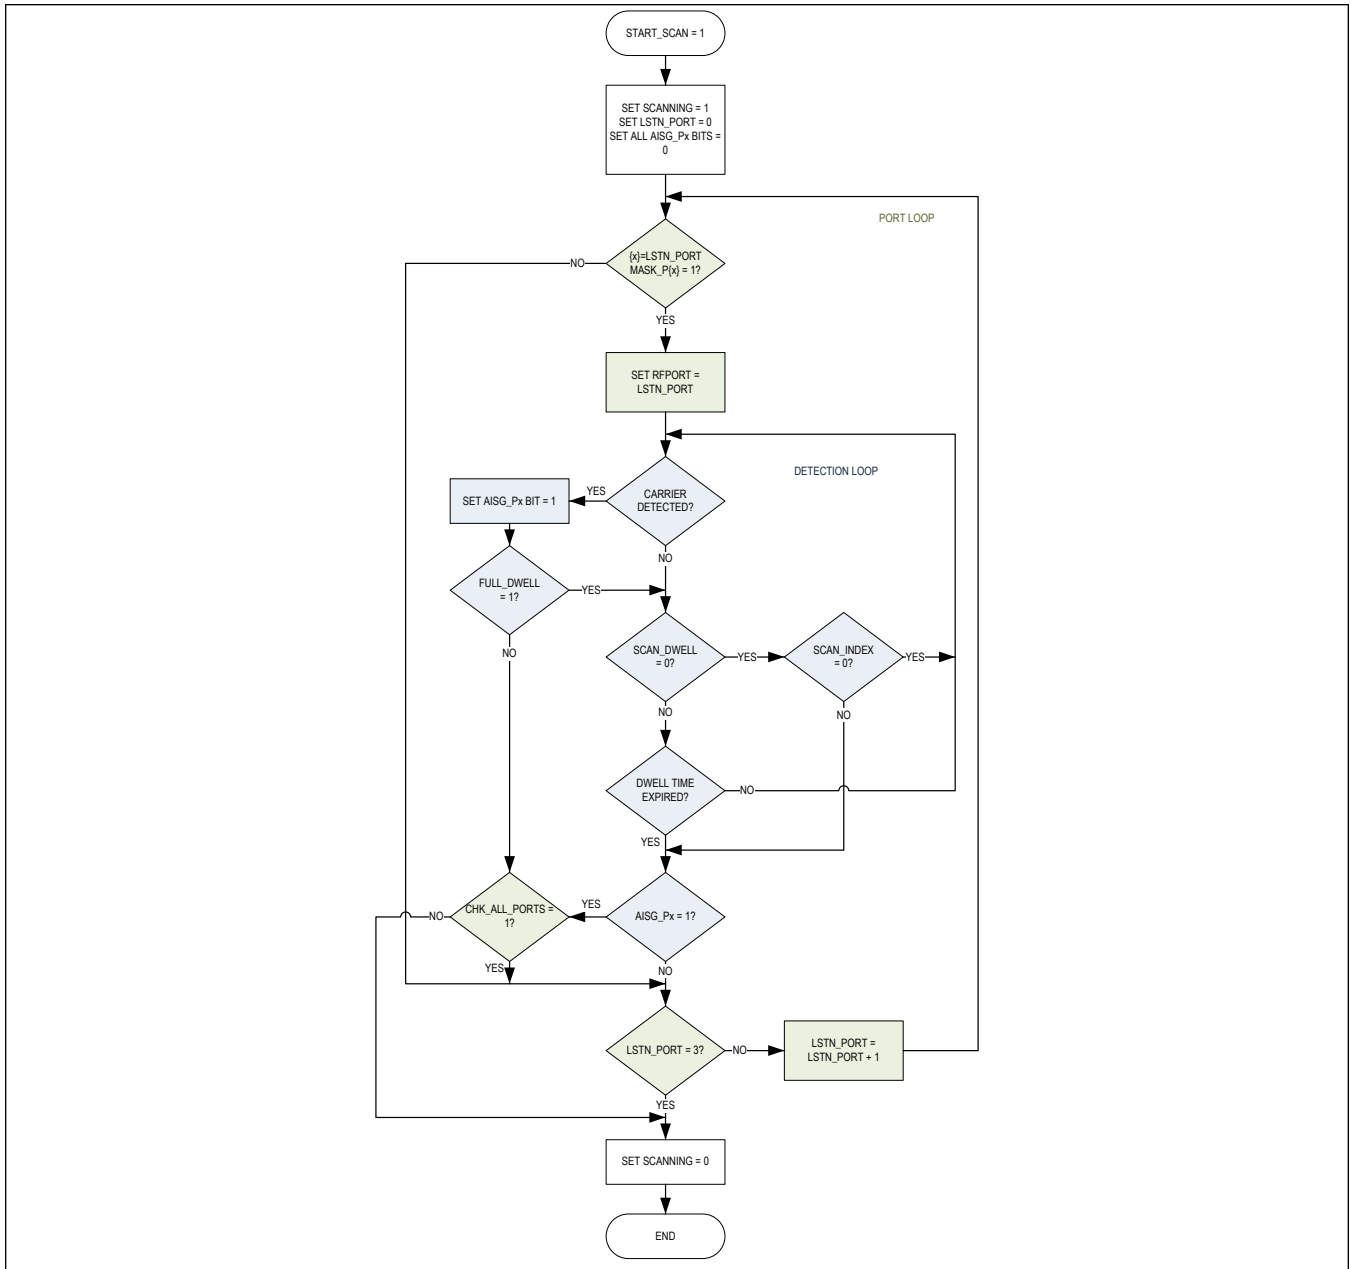 START_SCAN = 1
SET SCANNING = 1
SET LSTN_PORT = 0
SET ALL AISG_Px BITS =
0
PORT LOOP
{x}=LSTN_PORT
MASK_P{x} = 1?
NO
YES
SET RFPORT =
LSTN_PORT
DETECTION LOOP
CARRIER
DETECTED?
YES
SET AISG_Px BIT = 1
NO
FULL_DWELL
= 1?
YES
NO
SCAN_DWELL
= 0?
YES
SCAN_INDEX
= 0?
YES
NO
NO
DWELL TIME
EXPIRED?
NO
YES
AISG_Px = 1?
YES
CHK_ALL_PORTS =
1?
NO
YES
NO
LSTN_PORT = 3?
NO
LSTN_PORT =
LSTN_PORT + 1
YES
SET SCANNING = 0
END